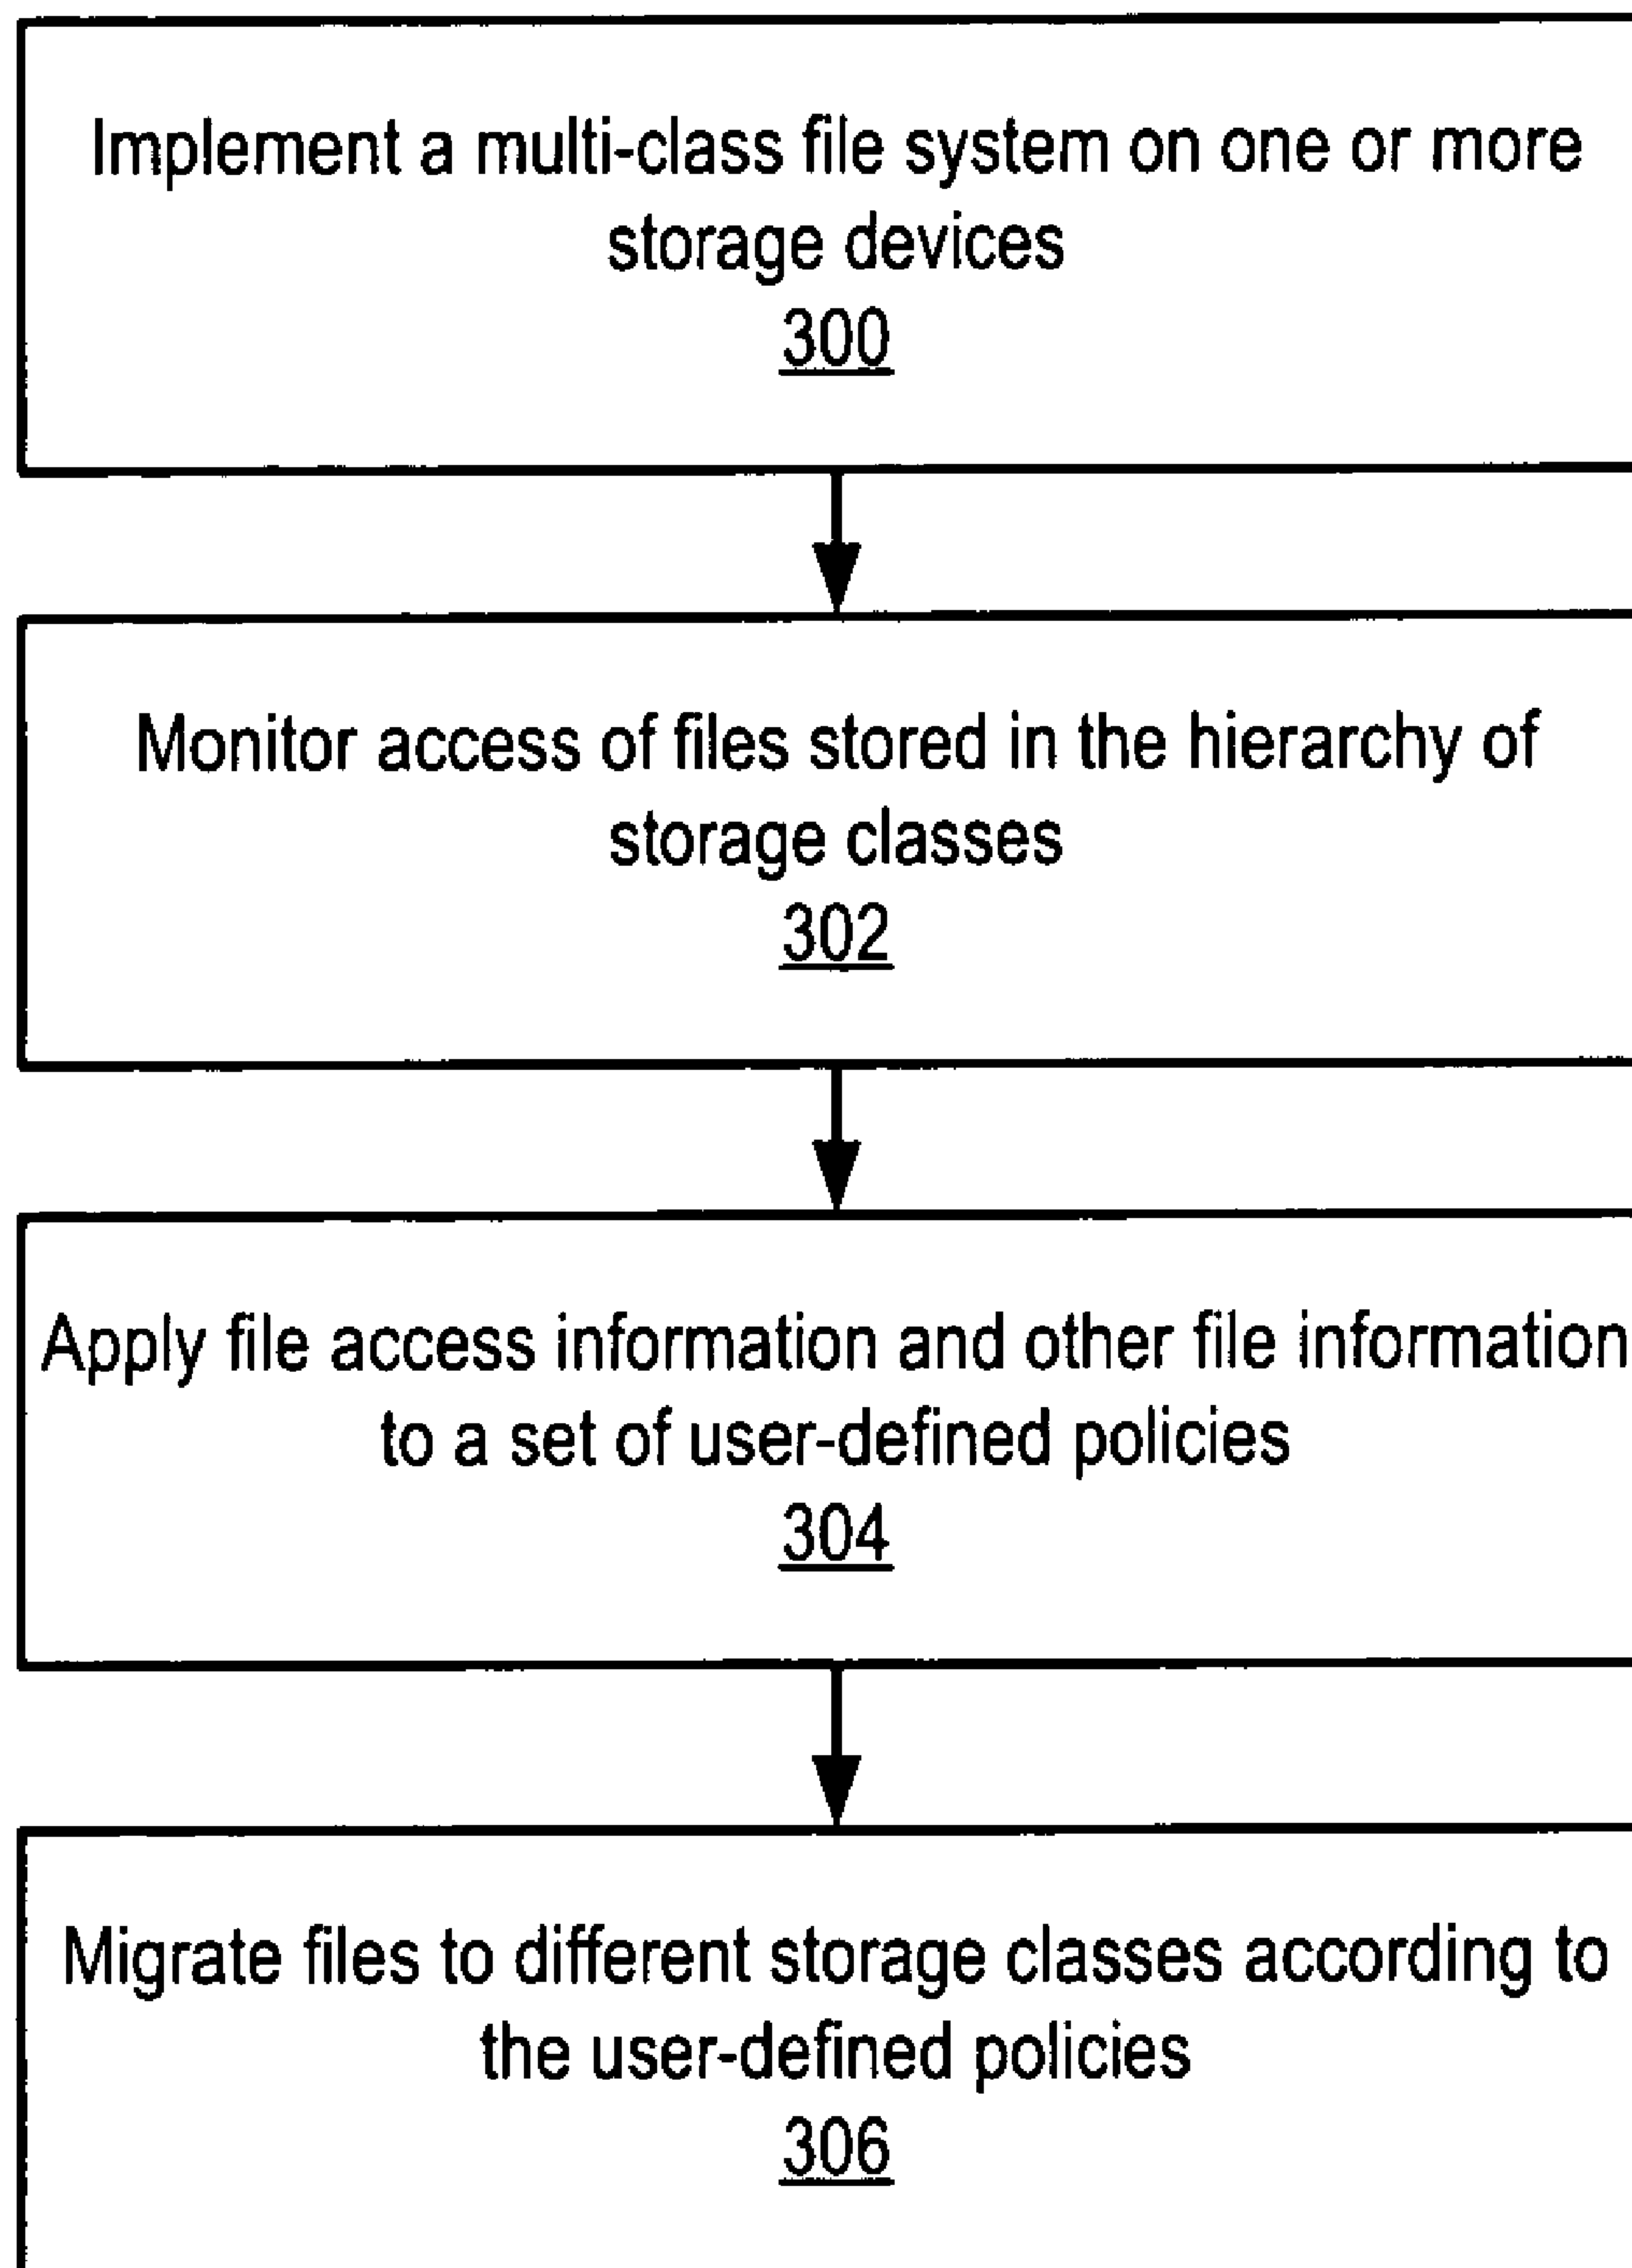 Implement a multi-class file system on one or more
storage devices
300
Monitor access of files stored in the hierarchy of
storage classes
302
Apply file access information and other file information
to a set of user-defined policies
304
Migrate files to different storage classes according to
the user-defined policies
306